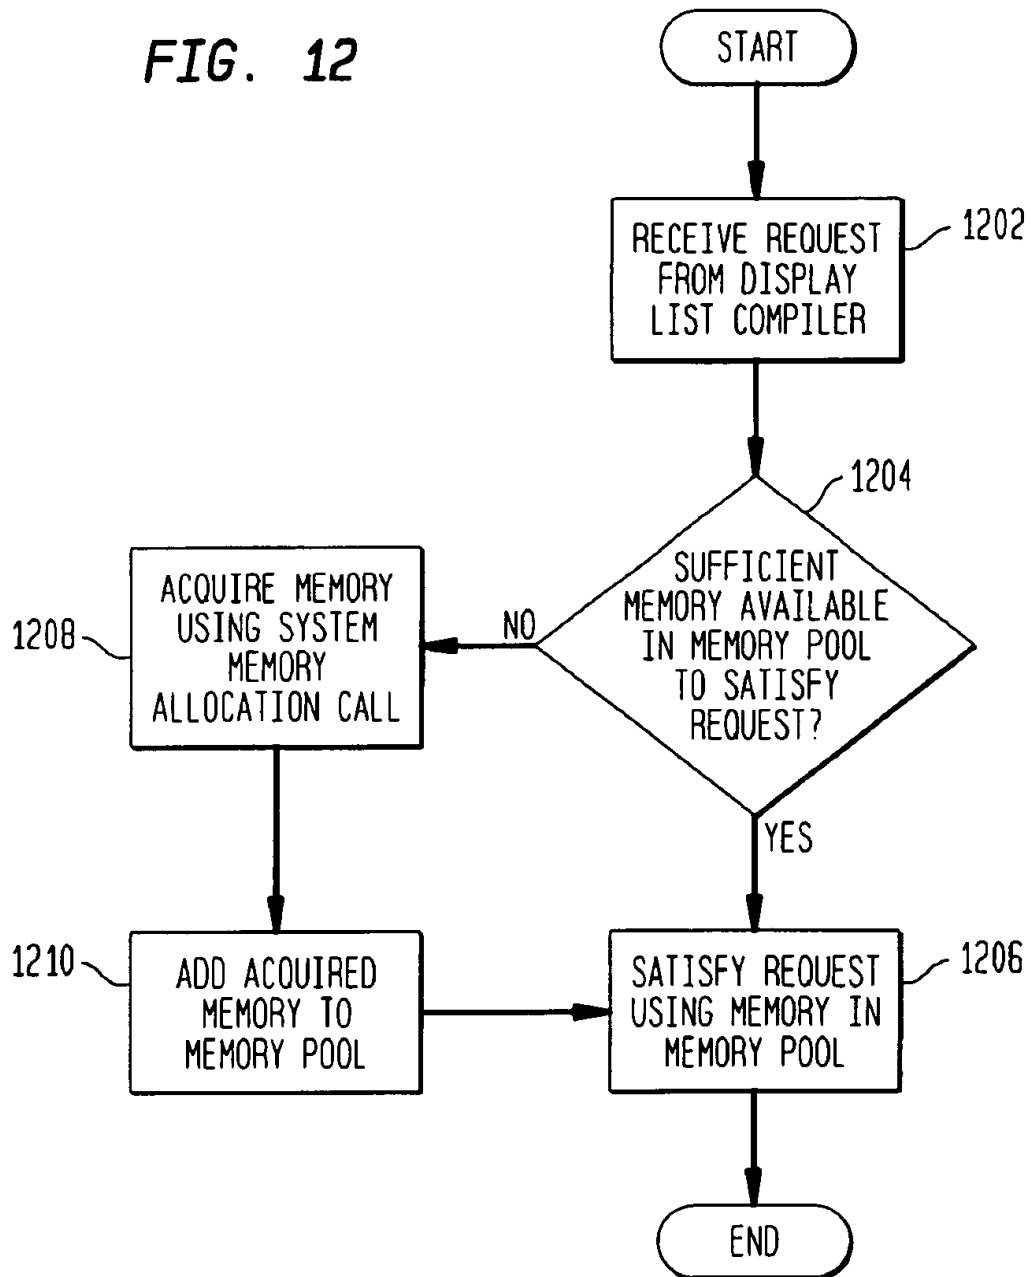 FIG. 12
START
RECEIVE REQUEST
FROM DISPLAY
LIST COMPILER
1202
1204
SUFFICIENT
MEMORY AVAILABLE
IN MEMORY POOL
TO SATISFY
REQUEST?
NO
YES
1208
ACQUIRE MEMORY
USING SYSTEM
MEMORY
ALLOCATION CALL
1210
ADD ACQUIRED
MEMORY TO
MEMORY POOL
SATISFY REQUEST
USING MEMORY IN
MEMORY POOL
1206
END